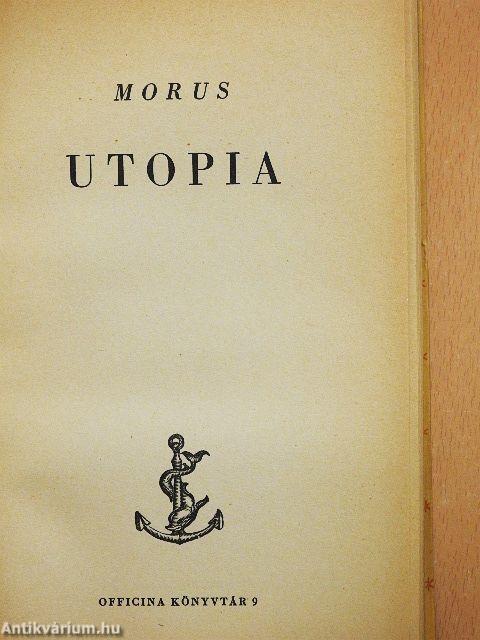 MORUS
UTOPIA
OFFICINA KÖNYVTÁR 9
Antikvárium.hu